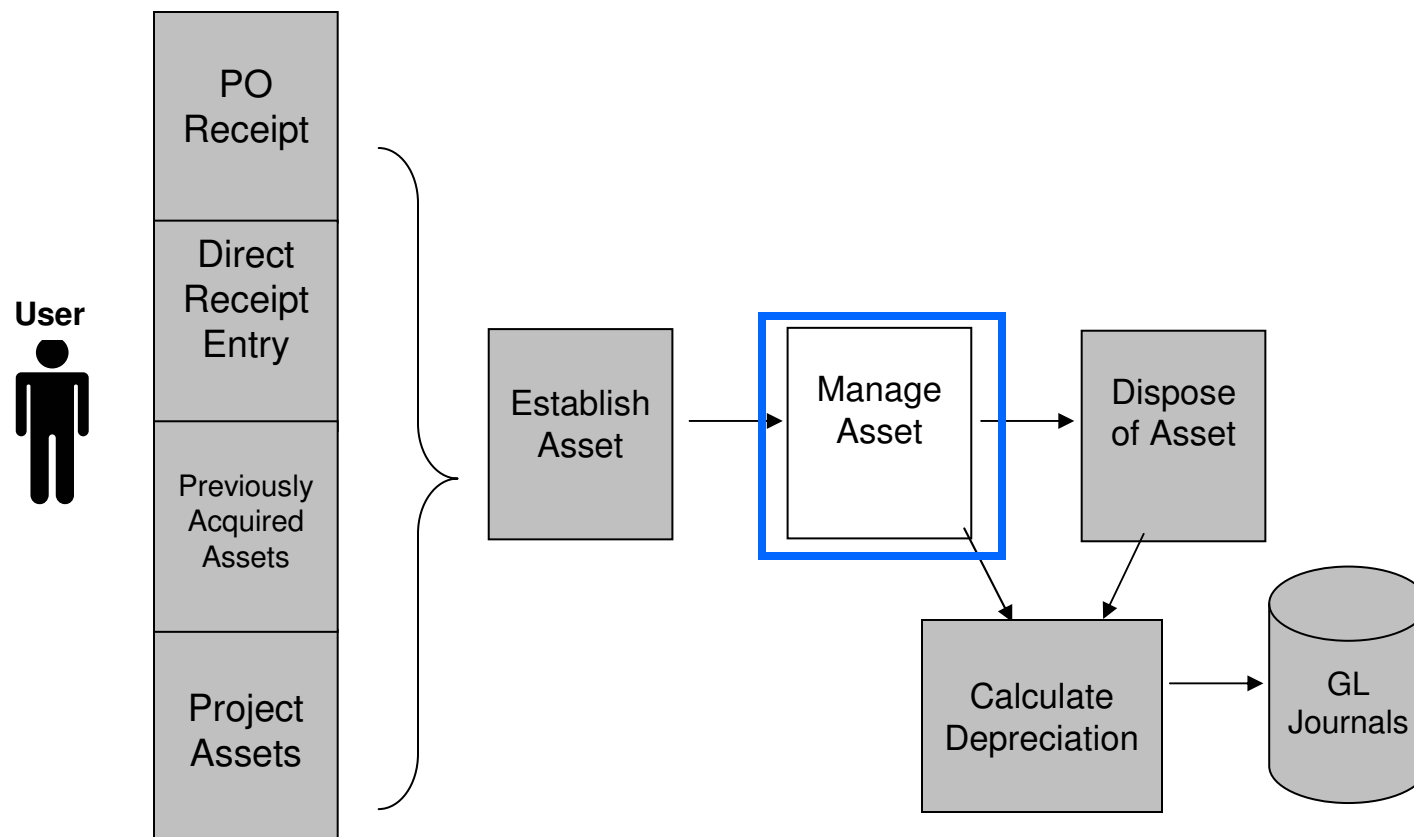 User
PO
Receipt
Direct
Receipt
Entry
Previously
Acquired
Assets
Project
Assets
Establish
Asset
Manage
Asset
Dispose
of Asset
Calculate
Depreciation
GL
Journals